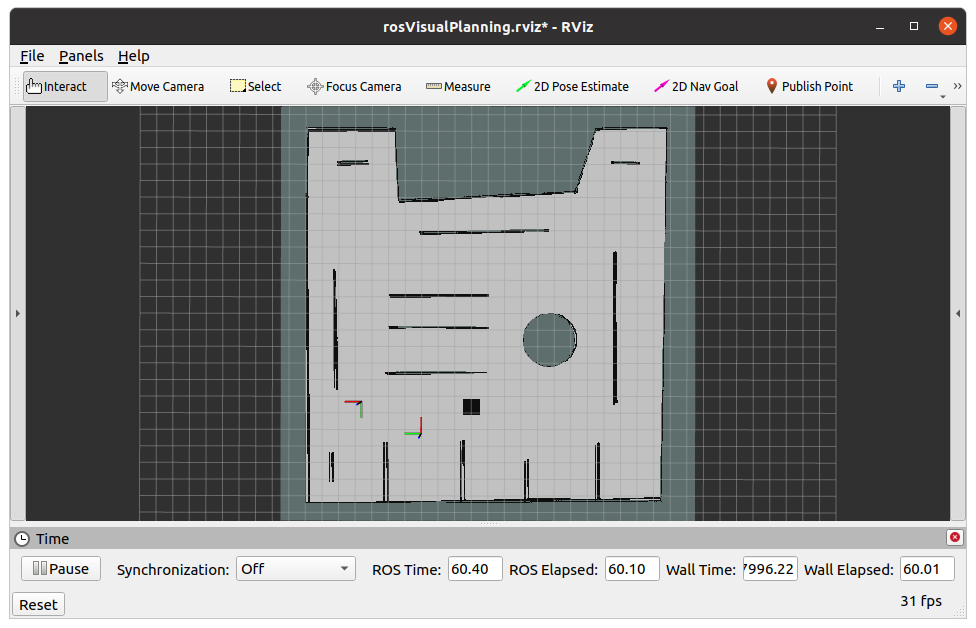 rosVisualPlanning.rviz* - RViz
File Panels Help
Interact Move Camera Select Focus Camera Measure 2D Pose Estimate 2D Nav Goal Publish Point »
Time
Pause Synchronization: Off ROS Time: 60.40 ROS Elapsed: 60.10 Wall Time: 7996.22 Wall Elapsed: 60.01
Reset 31 fps